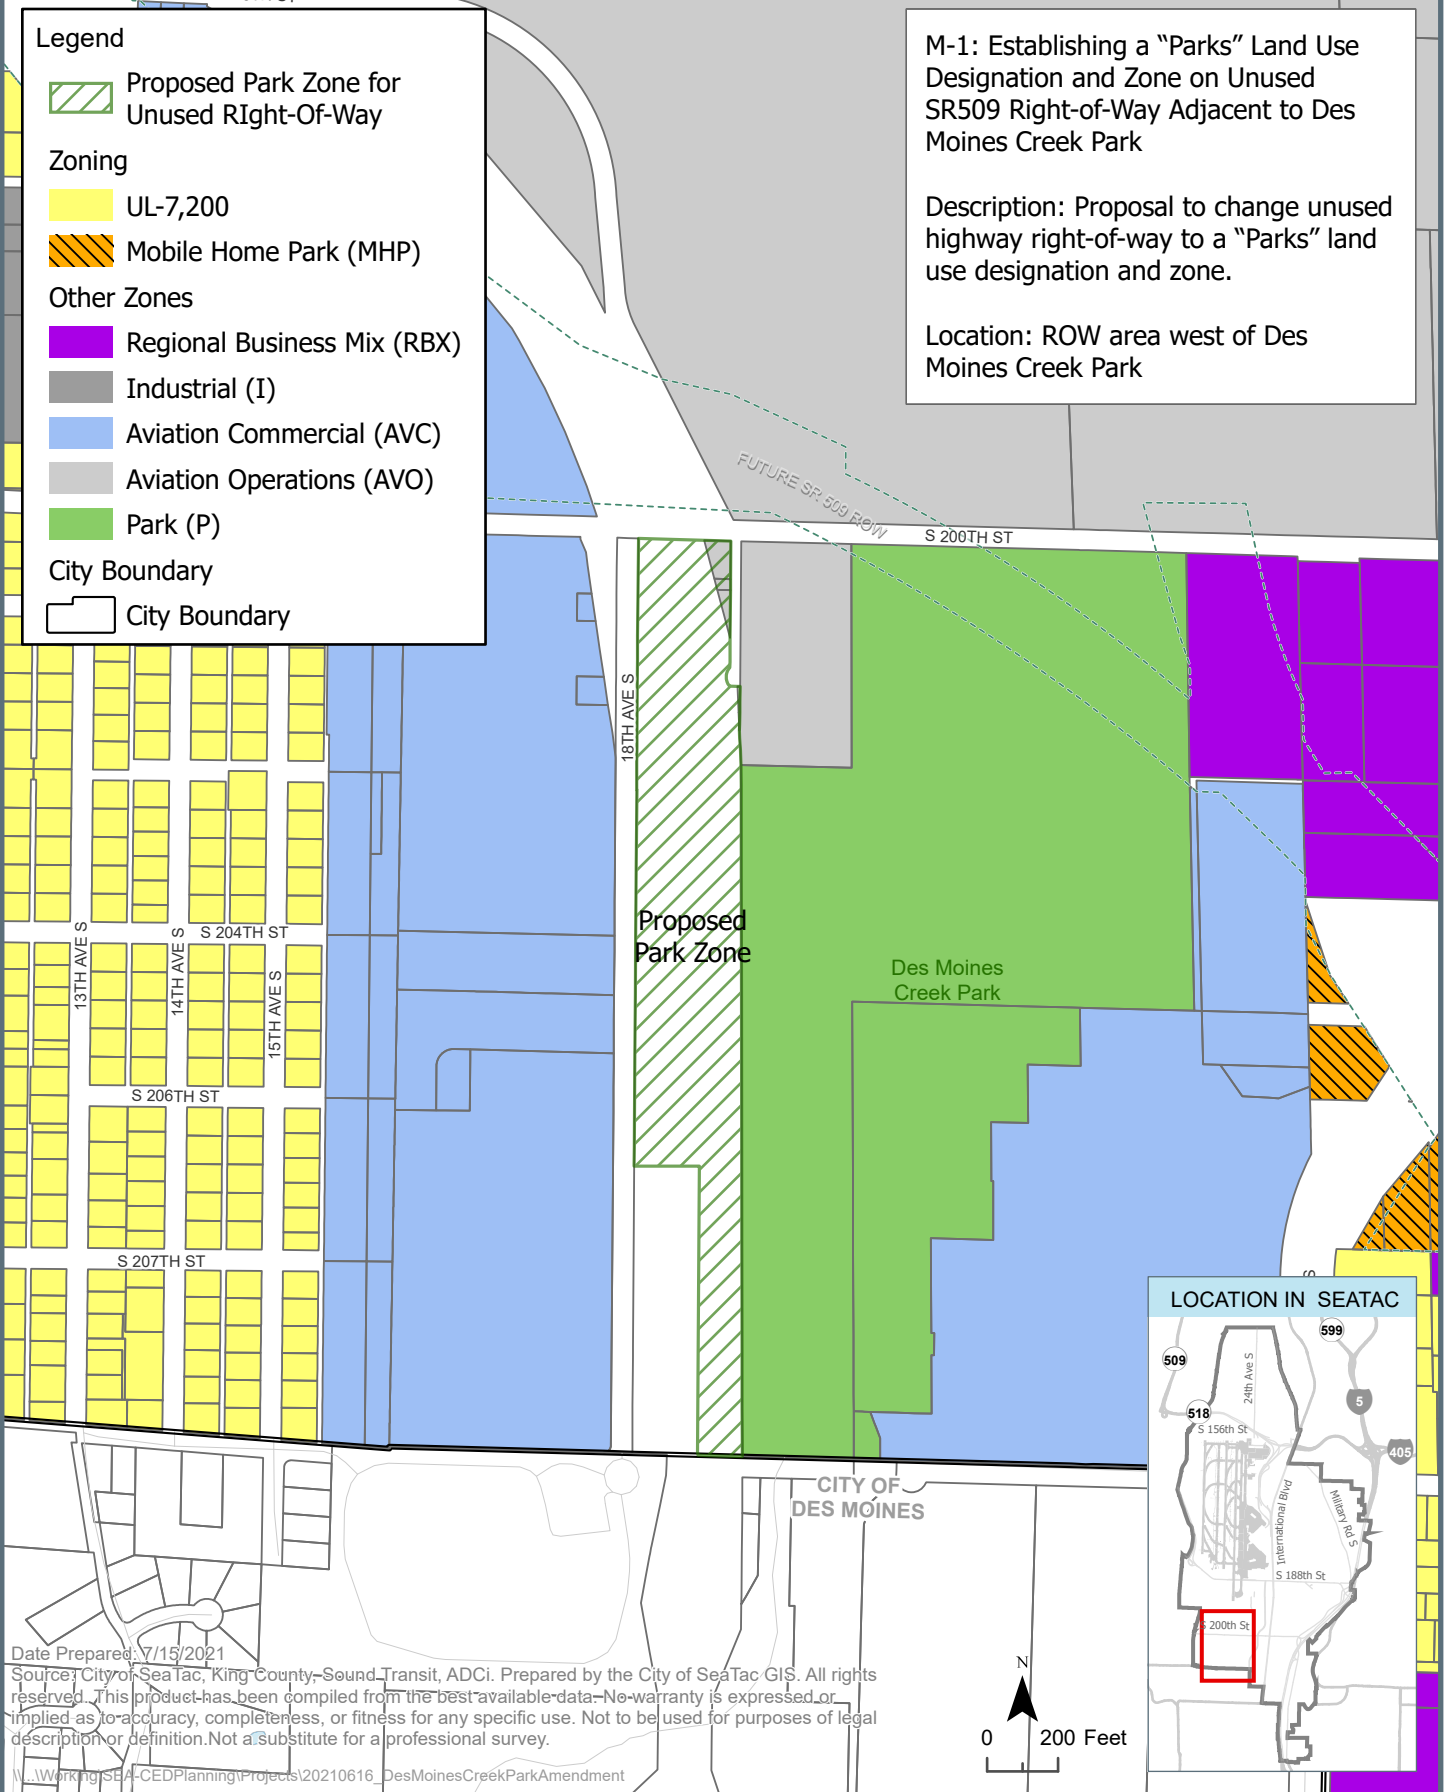 Legend
Proposed Park Zone for
Unused RIght-Of-Way
Zoning
UL-7,200
Mobile Home Park (MHP)
Other Zones
Regional Business Mix (RBX)
Industrial (I)
Aviation Commercial (AVC)
Aviation Operations (AVO)
Park (P)
City Boundary
City Boundary
M-1: Establishing a “Parks” Land Use
Designation and Zone on Unused
SR509 Right-of-Way Adjacent to Des
Moines Creek Park
Description: Proposal to change unused
highway right-of-way to a “Parks” land
use designation and zone.
Location: ROW area west of Des
Moines Creek Park
FUTURE SR 509 ROW
S 200TH ST
18TH AVE S
Proposed
Park Zone
Des Moines
Creek Park
13TH AVE S
14TH AVE S
S 204TH ST
15TH AVE S
S 206TH ST
S 207TH ST
CITY OF
DES MOINES
LOCATION IN SEATAC
599
509
24th Ave S
5
518
S 156th St
405
International Blvd
Military Rd S
S 188th St
S 200th St
Date Prepared: 7/15/2021
Source: City of SeaTac, King County, Sound Transit, ADCi. Prepared by the City of SeaTac GIS. All rights
reserved. This product has been compiled from the best available data. No warranty is expressed or
implied as to accuracy, completeness, or fitness for any specific use. Not to be used for purposes of legal
description or definition.Not a substitute for a professional survey.
\\...\Working\SEA-CEDPlanning\Projects\20210616_DesMoinesCreekParkAmendment
N
0 200 Feet